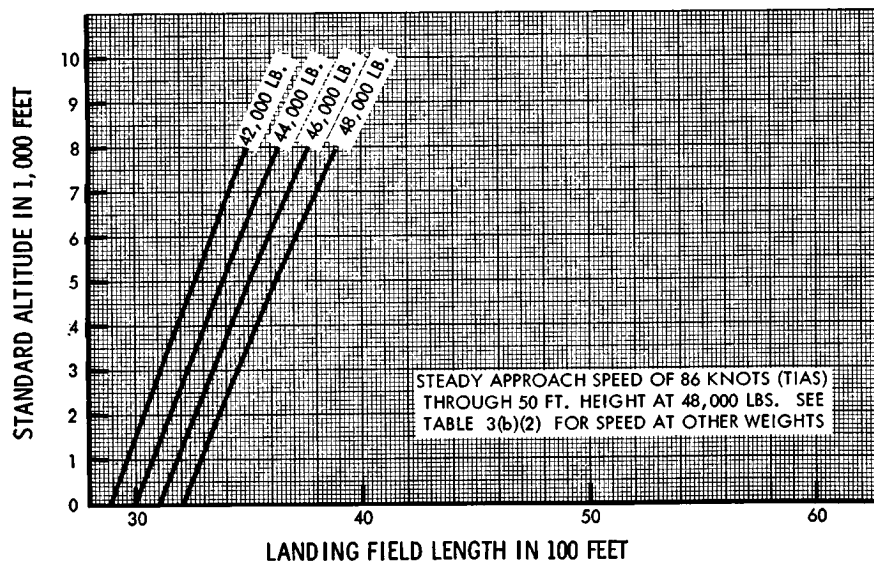 10
9
8
7
6
5
4
3
2
1
0
STANDARD ALTITUDE IN 1,000 FEET
42,000 LB.
44,000 LB.
46,000 LB.
48,000 LB.
STEADY APPROACH SPEED OF 86 KNOTS (TIAS)
THROUGH 50 FT. HEIGHT AT 48,000 LBS. SEE
TABLE 3(b)(2) FOR SPEED AT OTHER WEIGHTS
30
40
50
60
LANDING FIELD LENGTH IN 100 FEET